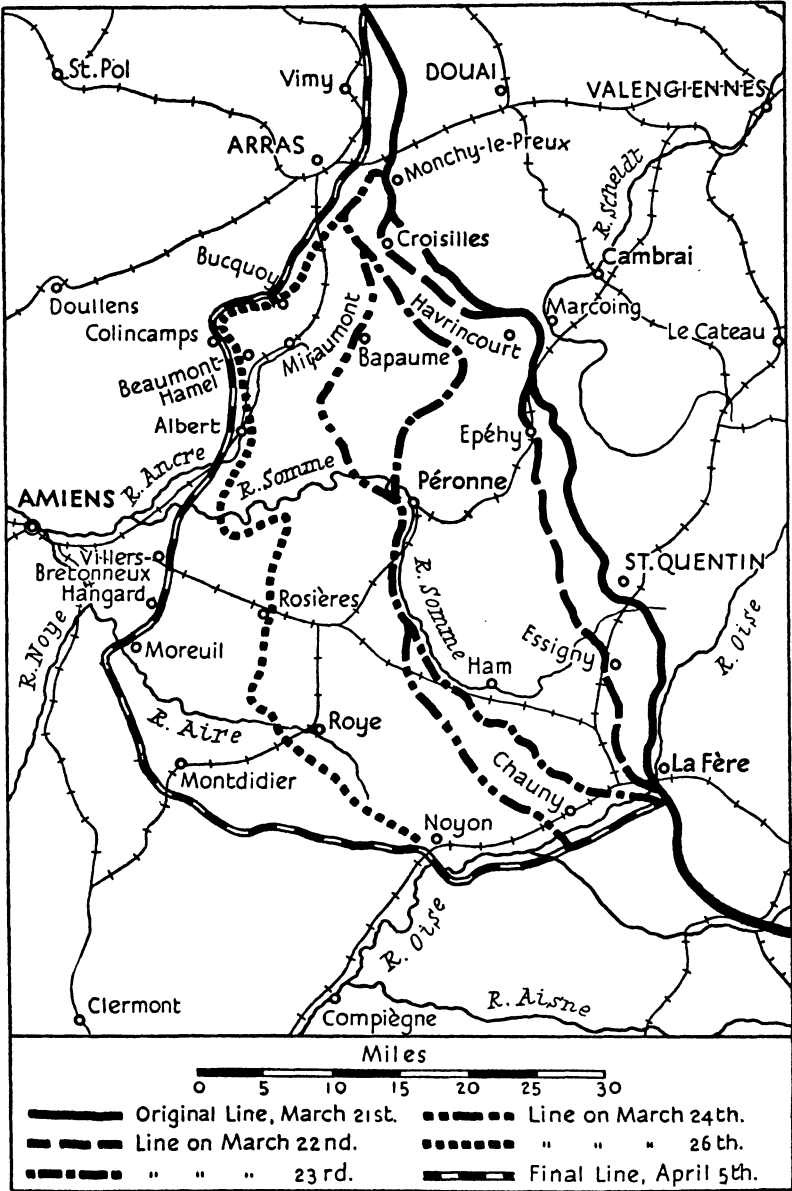 St. Pol
Vimy
DOUAI
VALENGIENNES
ARRAS
Monchy-le-Preux
R. Scheldt
Croisilles
Bucquoy
Cambrai
Doullens
Colincamps
Miraumont
Havrincourt
Marcoing
Le Cateau
Bapaume
Beaumont-
Hamel
Albert
Epéhy
R. Ancre
R. Somme
Péronne
AMIENS
Villers-
Bretonneux
Hangard
R. Somme
ST. QUENTIN
Rosières
R. Noye
Moreuil
Essigny
R. Oise
Ham
R. Aire
Roye
Montdidier
Chauny
La Fère
Noyon
R. Oise
Clermont
Compiègne
R. Aisne
Miles
0 5 10 15 20 25 30
Original Line, March 21st.
Line on March 24th.
Line on March 22nd.
" " " 26th.
" " " 23rd.
Final Line, April 5th.